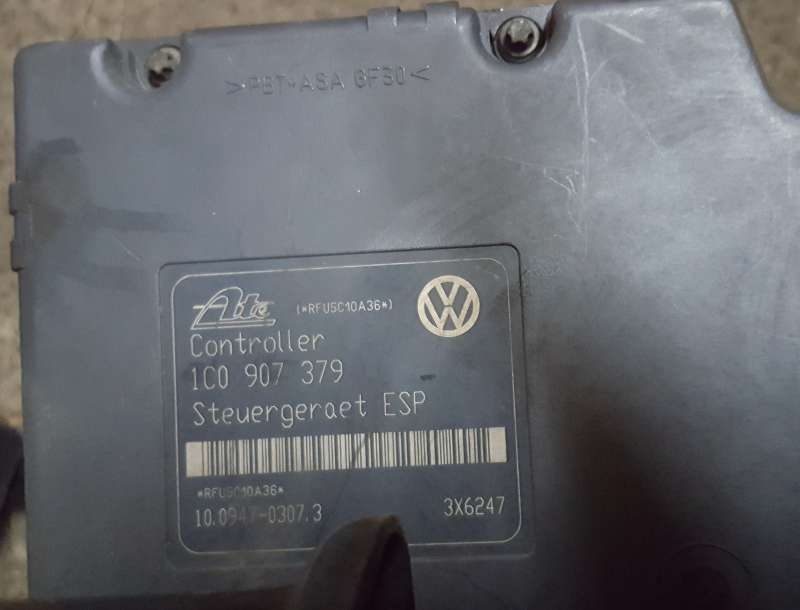 >PBT-ASA GF30<
Ate (*RFUSC10A36*)
Controller
1C0 907 379
Steuergeraet ESP
*RFUSC10A36*
10.0947-0307.3 3X6247